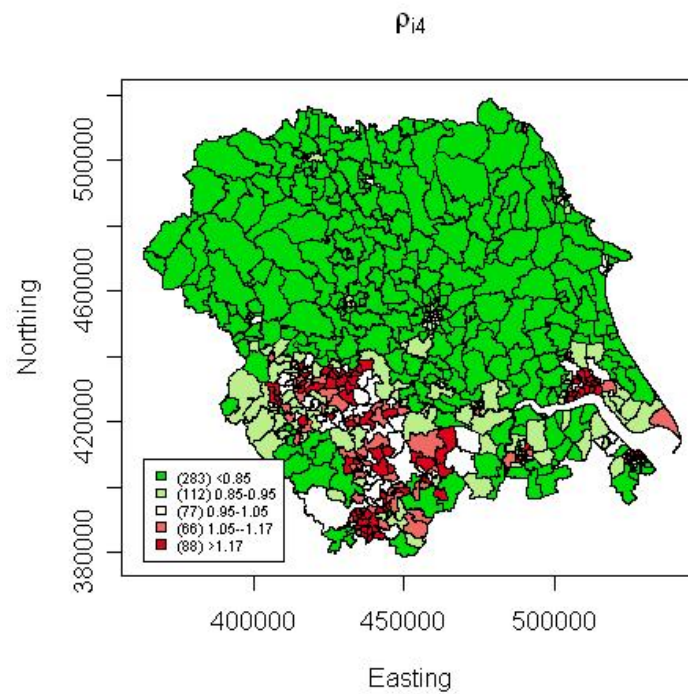 ρi4
Northing
500000
460000
420000
380000
(283) <0.85
(112) 0.85-0.95
(77) 0.95-1.05
(66) 1.05--1.17
(88) >1.17
400000 450000 500000
Easting